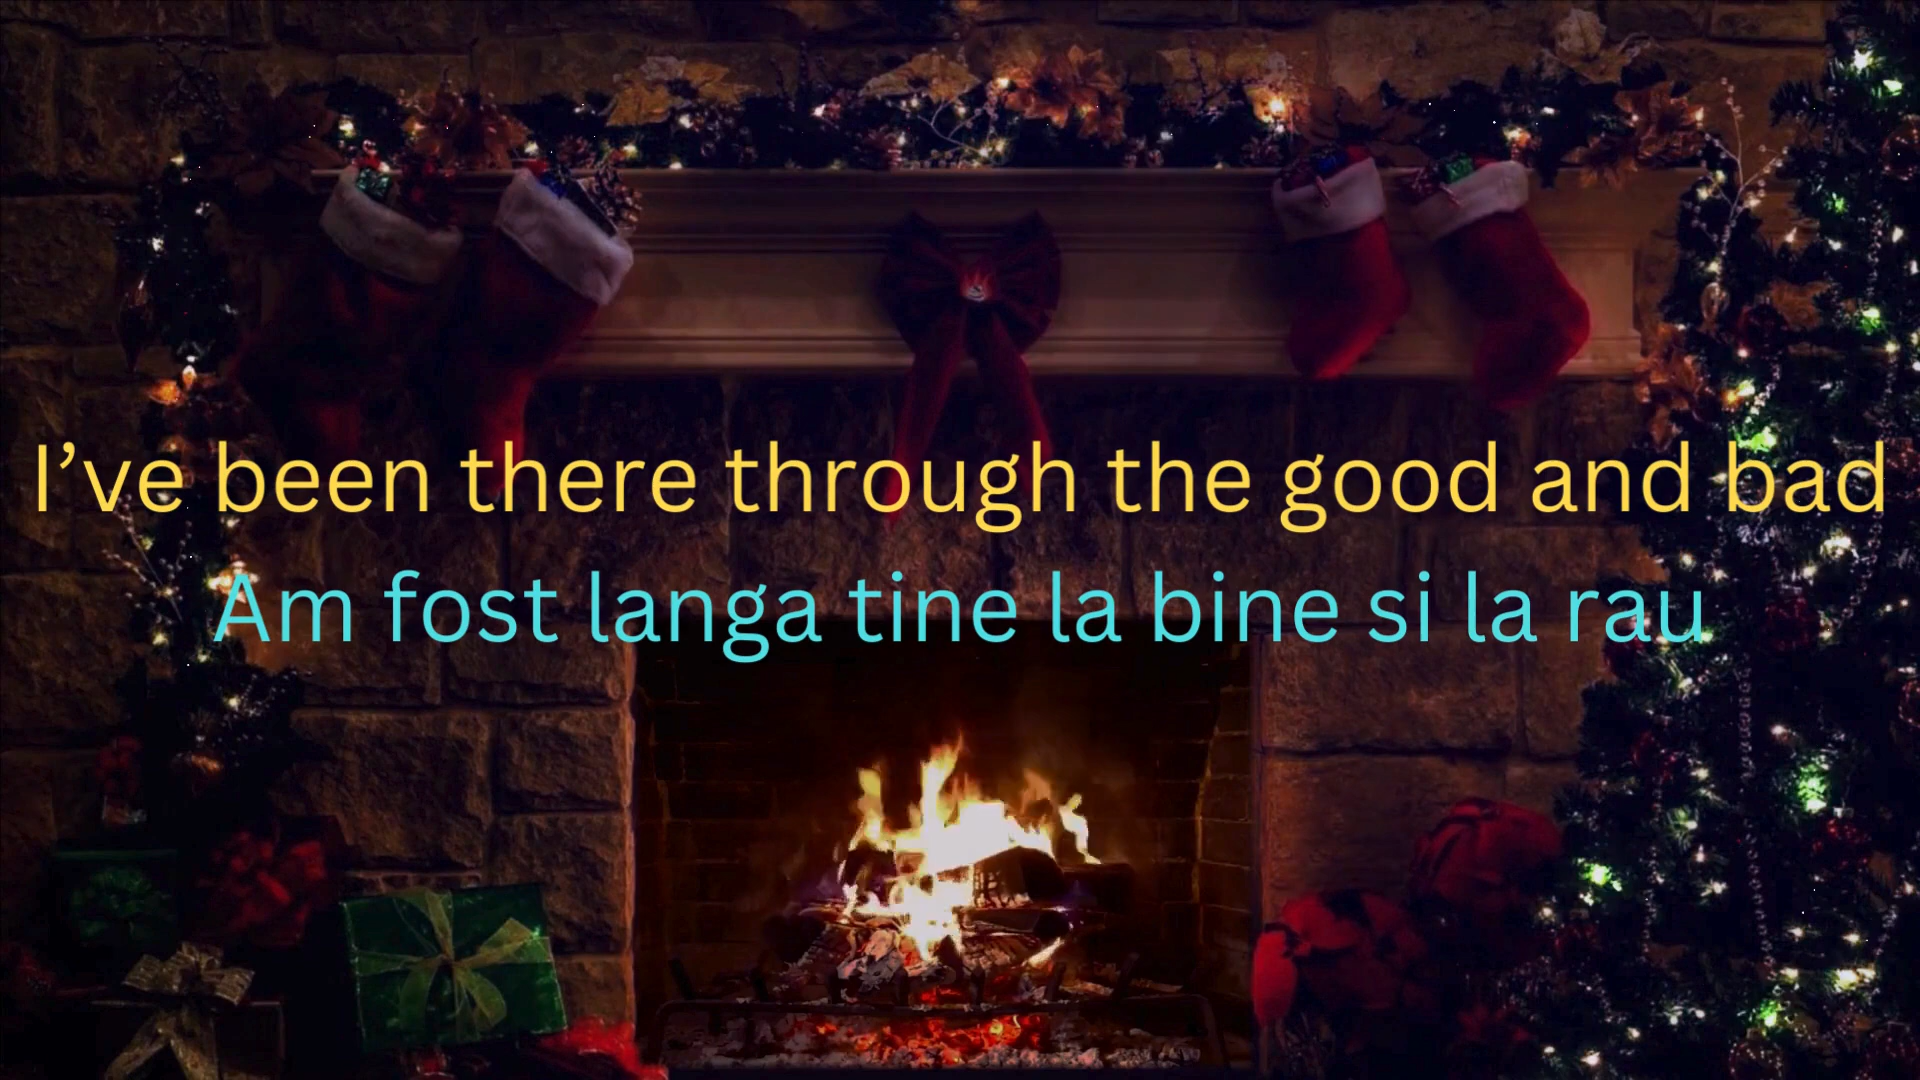 I’ve been there through the good and bad
Am fost langa tine la bine si la rau